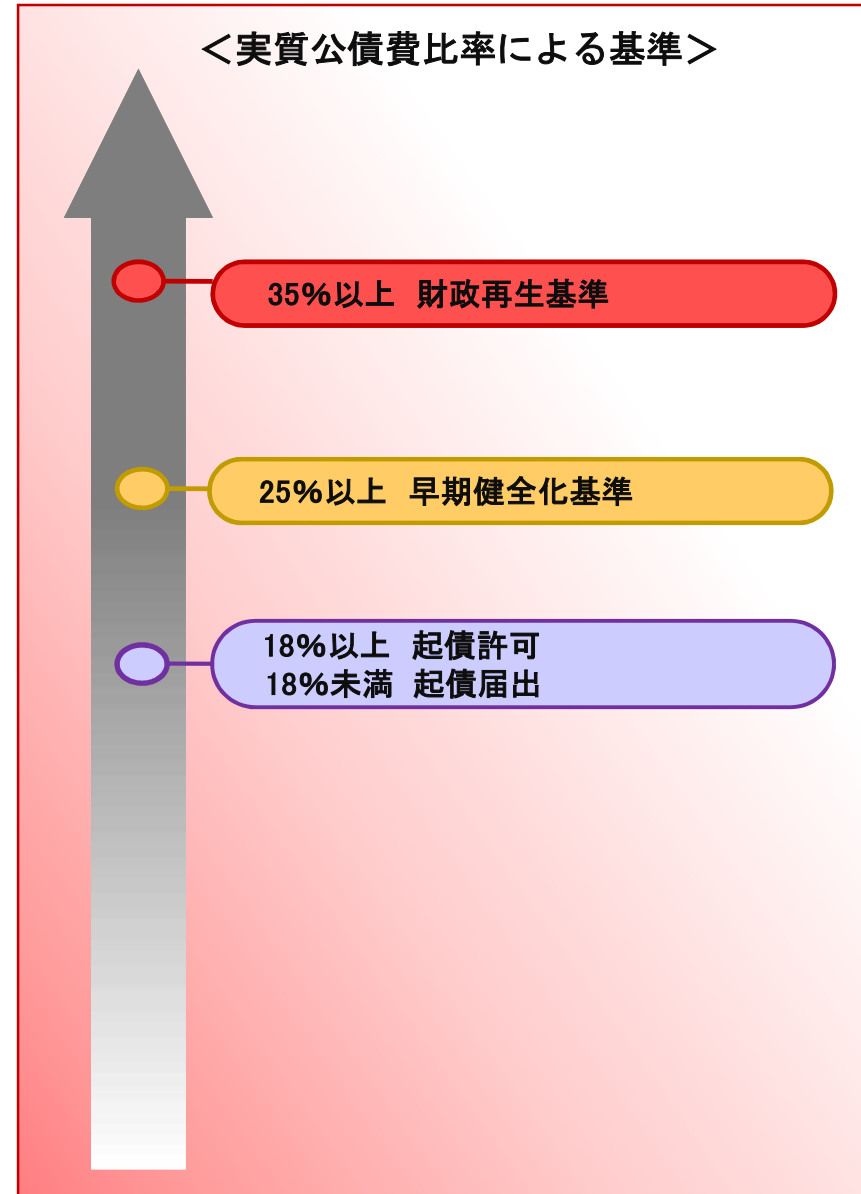 ＜実質公債費比率による基準＞
35％以上　財政再生基準
25％以上　早期健全化基準
18％以上　起債許可
18％未満　起債届出